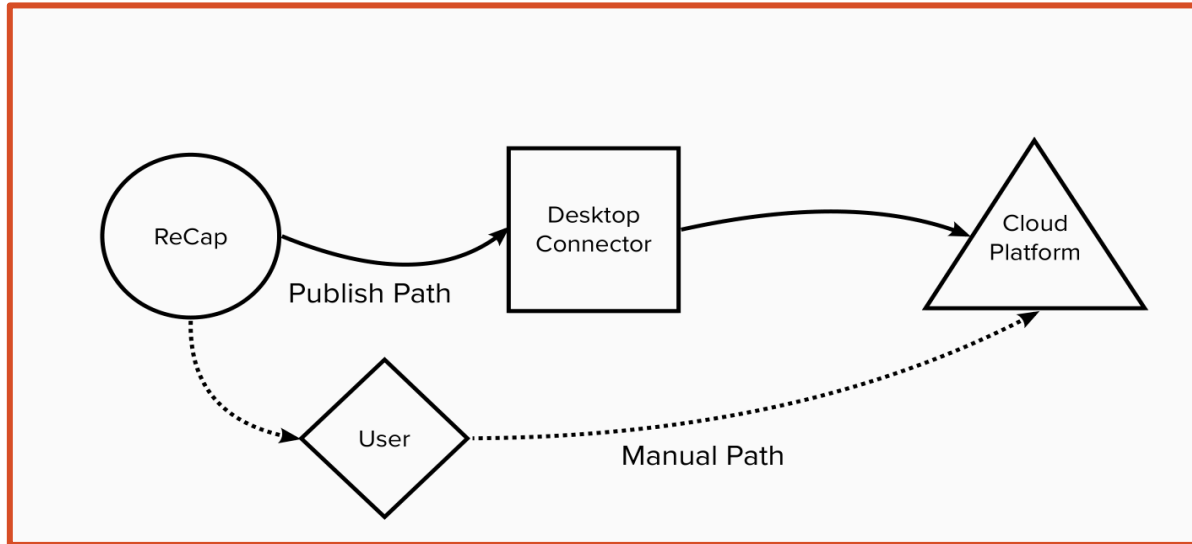 ReCap
Desktop
Connector
Cloud
Platform
Publish Path
User
Manual Path